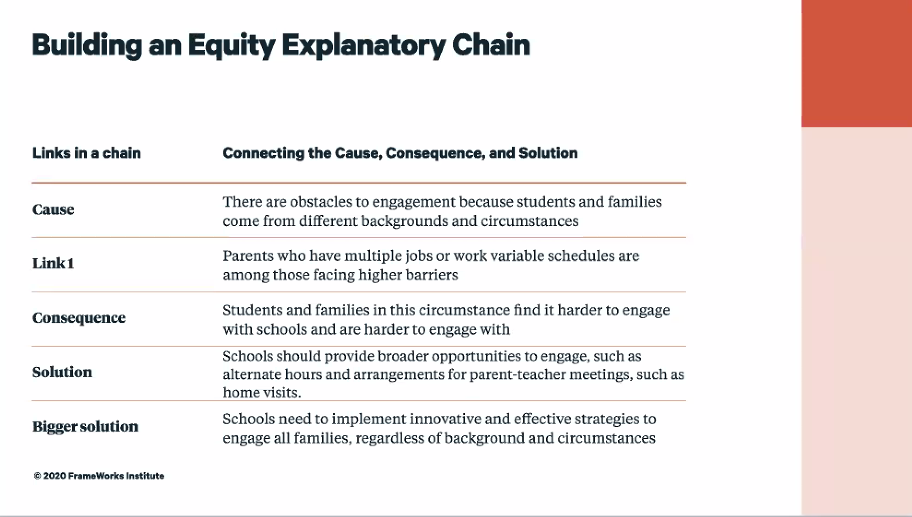 Building an Equity Explanatory Chain
Links in a chain
Connecting the Cause, Consequence, and Solution
Cause
There are obstacles to engagement because students and families
come from different backgrounds and circumstances
Link 1
Parents who have multiple jobs or work variable schedules are
among those facing higher barriers
Consequence
Students and families in this circumstance find it harder to engage
with schools and are harder to engage with
Solution
Schools should provide broader opportunities to engage, such as
alternate hours and arrangements for parent-teacher meetings, such as
home visits.
Bigger solution
Schools need to implement innovative and effective strategies to
engage all families, regardless of background and circumstances
© 2020 FrameWorks Institute